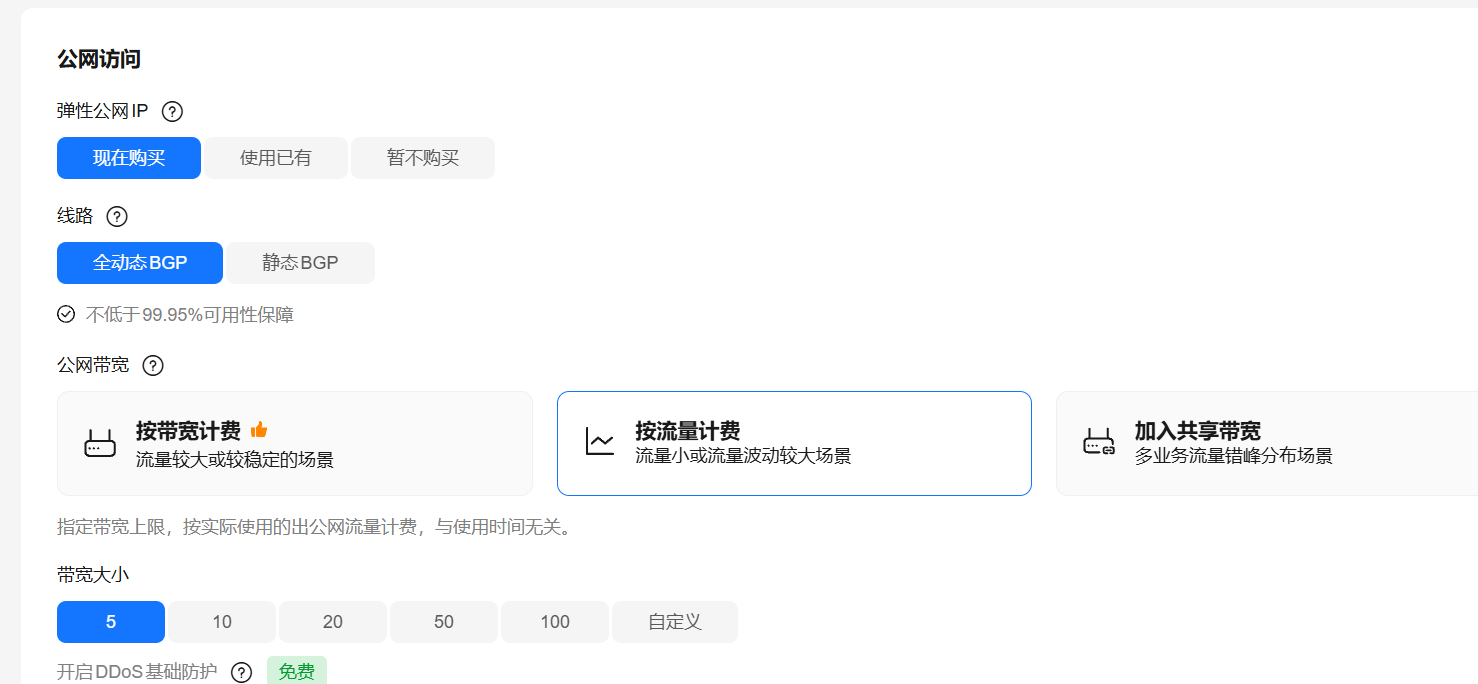 公网访问
弹性公网IP ?
现在购买 使用已有 暂不购买
线路 ?
全动态BGP 静态BGP
不低于99.95%可用性保障
公网带宽 ?
按带宽计费
流量较大或较稳定的场景
按流量计费
流量小或流量波动较大场景
加入共享带宽
多业务流量错峰分布场景
指定带宽上限，按实际使用的出公网流量计费，与使用时间无关。
带宽大小
5 10 20 50 100 自定义
开启DDoS基础防护 ? 免费